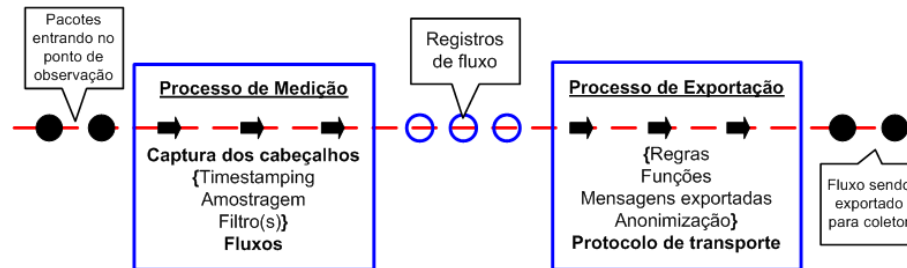 Pacotes
entrando no
ponto de
observação
Processo de Medição
Captura dos cabeçalhos
{Timestamping
Amostragem
Filtro(s)}
Fluxos
Registros
de fluxo
Processo de Exportação
{Regras
Funções
Mensagens exportadas
Anonimização}
Protocolo de transporte
Fluxo sendo
exportado
para coletor